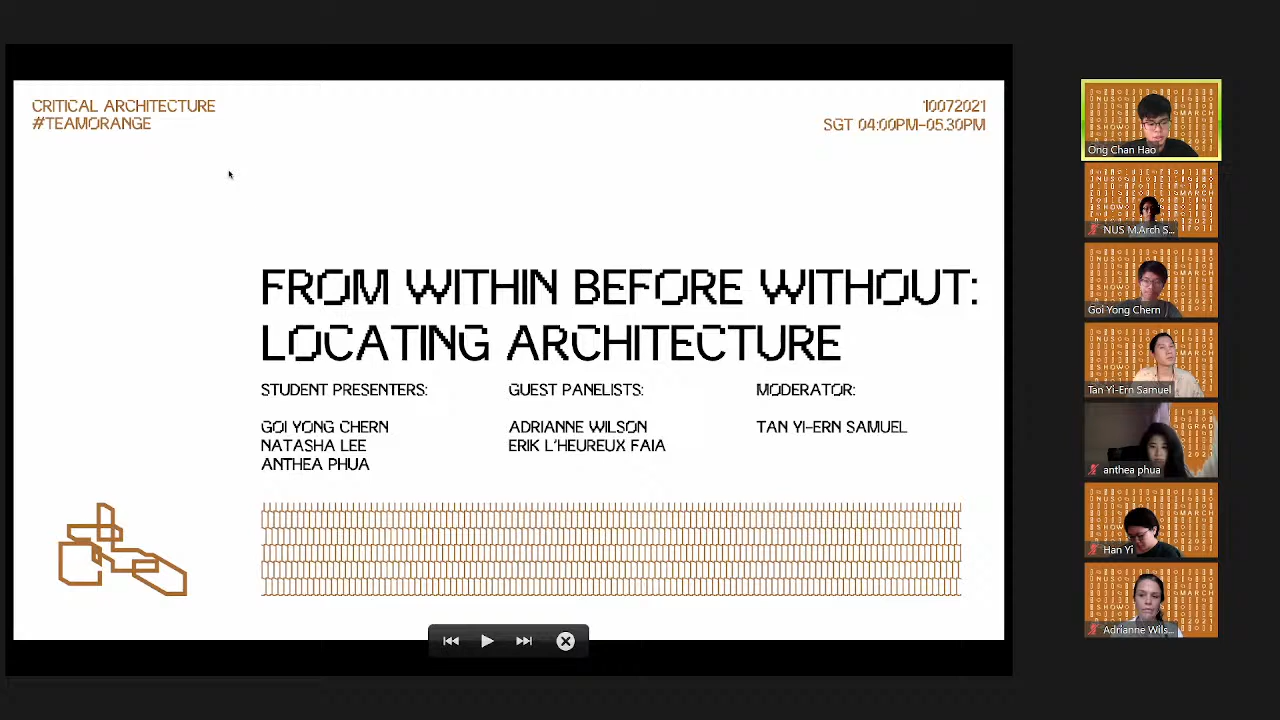 CRITICAL ARCHITECTURE
#TEAMORANGE
10072021
SGT 04:00PM-05.30PM
FROM WITHIN BEFORE WITHOUT:
LOCATING ARCHITECTURE
STUDENT PRESENTERS:
GOI YONG CHERN
NATASHA LEE
ANTHEA PHUA
GUEST PANELISTS:
ADRIANNE WILSON
ERIK L'HEUREUX FAIA
MODERATOR:
TAN YI-ERN SAMUEL
Ong Chan Hao
NUS M.Arch S...
Goi Yong Chern
Tan Yi-Ern Samuel
anthea phua
Han Yi
Adrianne Wils...